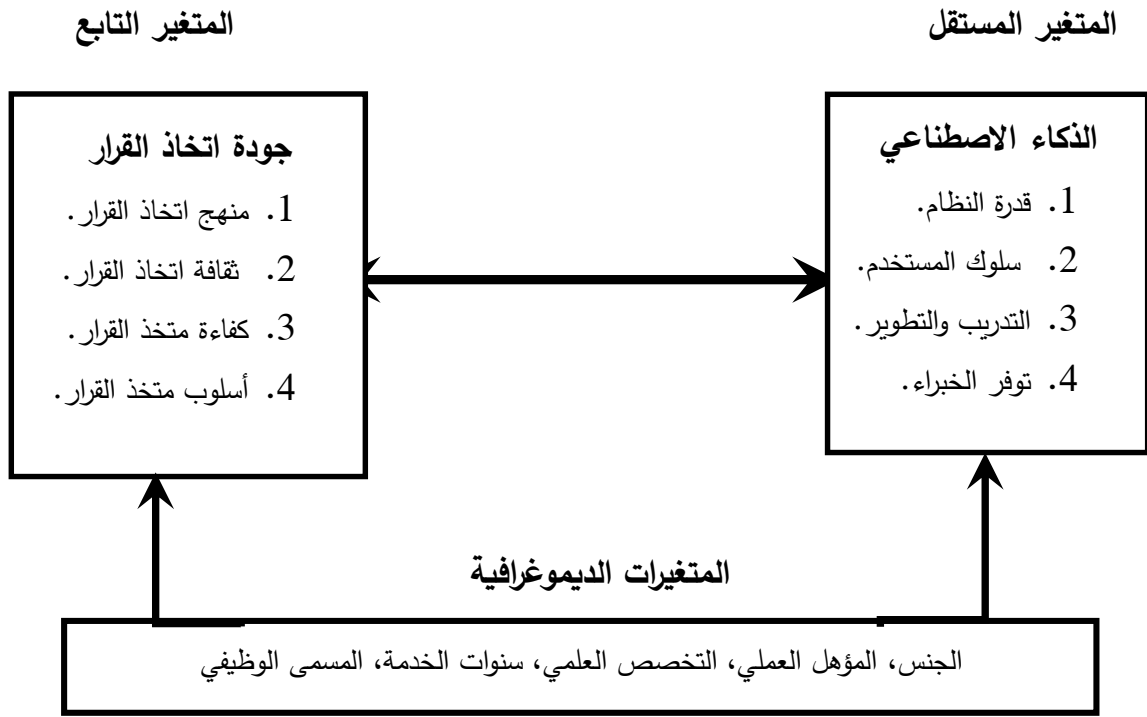 المتغير المستقل
المتغير التابع
الذكاء الاصطناعي
1. قدرة النظام.
2. سلوك المستخدم.
3. التدريب والتطوير.
4. توفر الخبراء.
جودة اتخاذ القرار
1. منهج اتخاذ القرار.
2. ثقافة اتخاذ القرار.
3. كفاءة متخذ القرار.
4. أسلوب متخذ القرار.
المتغيرات الديموغرافية
الجنس، المؤهل العملي، التخصص العلمي، سنوات الخدمة، المسمى الوظيفي